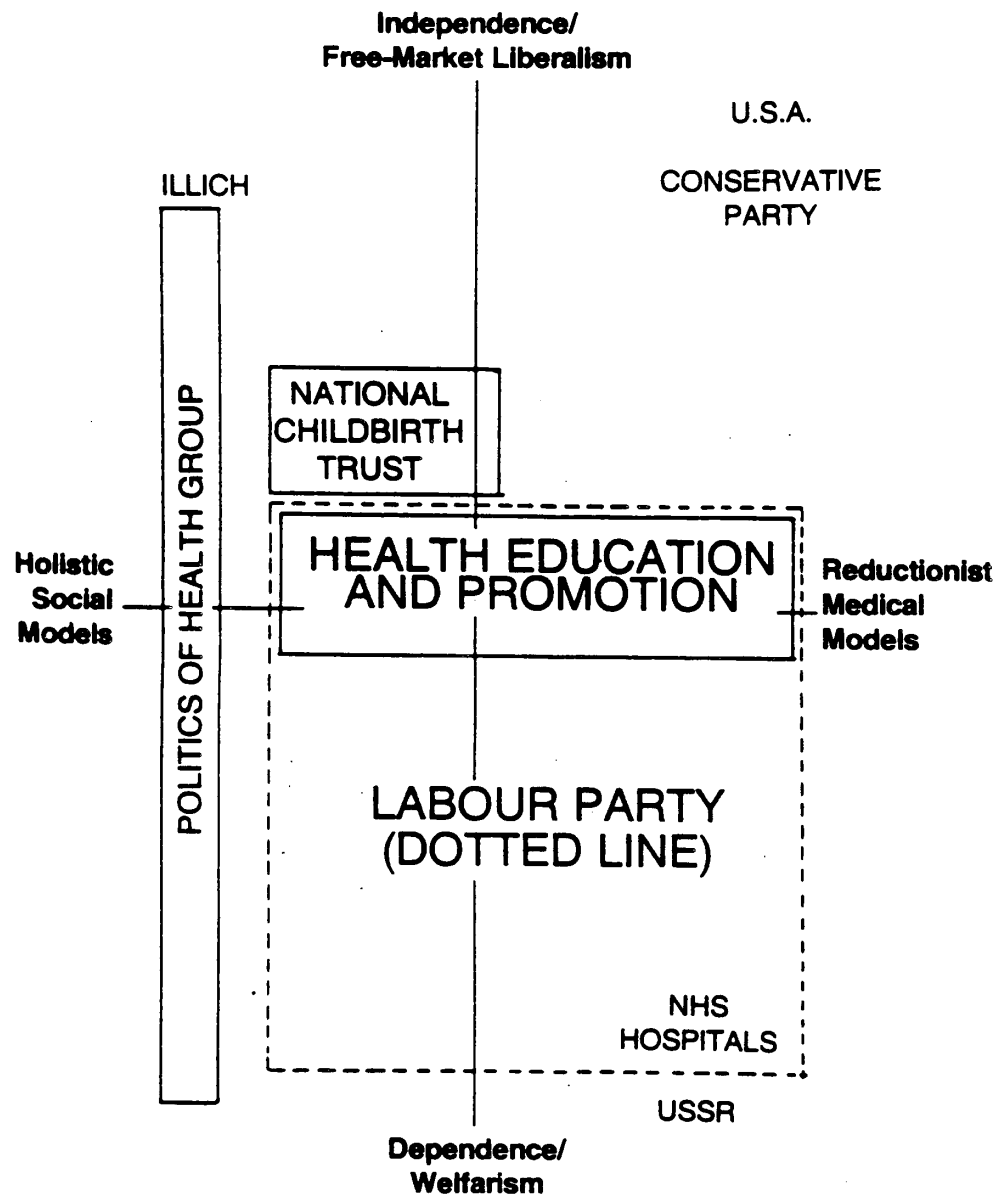 Independence/
Free-Market Liberalism
U.S.A.
CONSERVATIVE
PARTY
ILLICH
POLITICS OF HEALTH GROUP
NATIONAL
CHILDBIRTH
TRUST
HEALTH EDUCATION
AND PROMOTION
Holistic
Social
Models
Reductionist
Medical
Models
LABOUR PARTY
(DOTTED LINE)
NHS
HOSPITALS
USSR
Dependence/
Welfarism